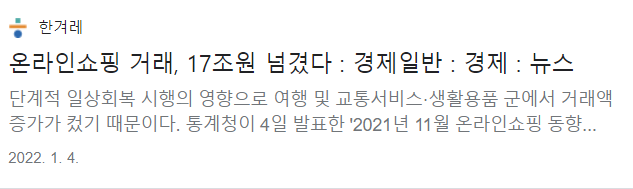 한겨레
온라인쇼핑 거래, 17조원 넘겼다 : 경제일반 : 경제 : 뉴스
단계적 일상회복 시행의 영향으로 여행 및 교통서비스·생활용품 군에서 거래액
증가가 컸기 때문이다. 통계청이 4일 발표한 '2021년 11월 온라인쇼핑 동향...
2022. 1. 4.